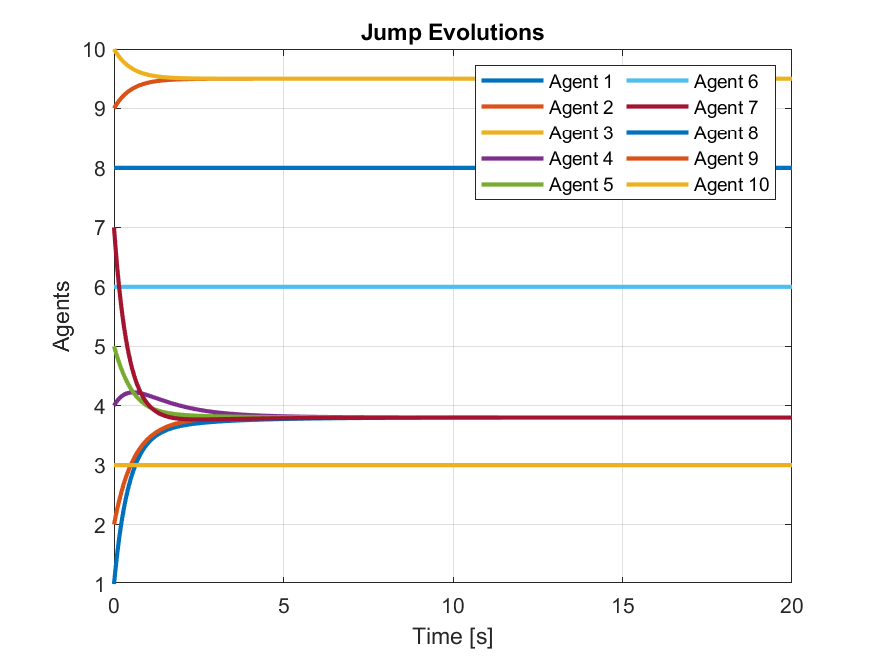 Jump Evolutions
10
9
8
7
6
5
4
3
2
1
Agents
Agent 1
Agent 2
Agent 3
Agent 4
Agent 5
Agent 6
Agent 7
Agent 8
Agent 9
Agent 10
0 5 10 15 20
Time [s]